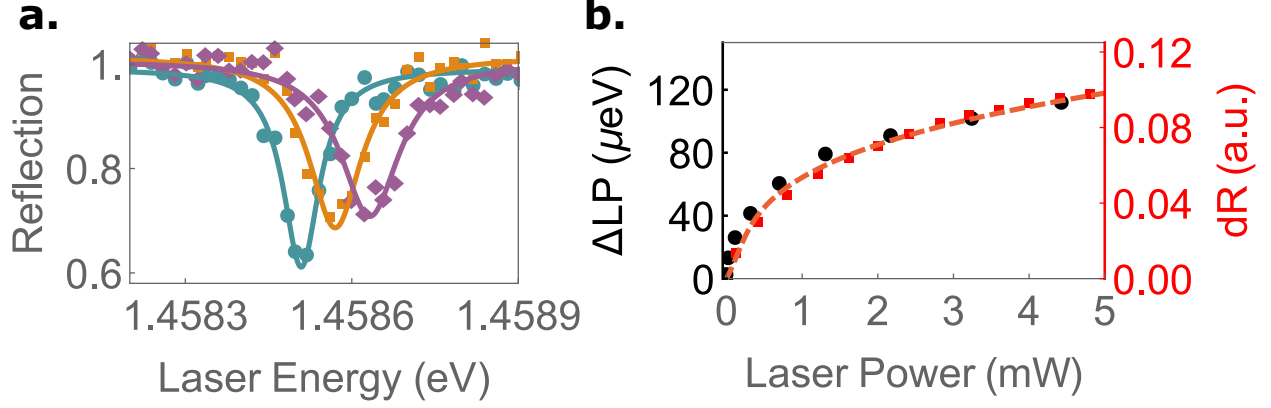 a.
Reflection
1.
0.8
0.6
1.4583
1.4586
1.4589
Laser Energy (eV)
b.
ΔLP (μeV)
120
80
40
0
0.12
0.08
0.04
0.00
dR (a.u.)
0
1
2
3
4
5
Laser Power (mW)